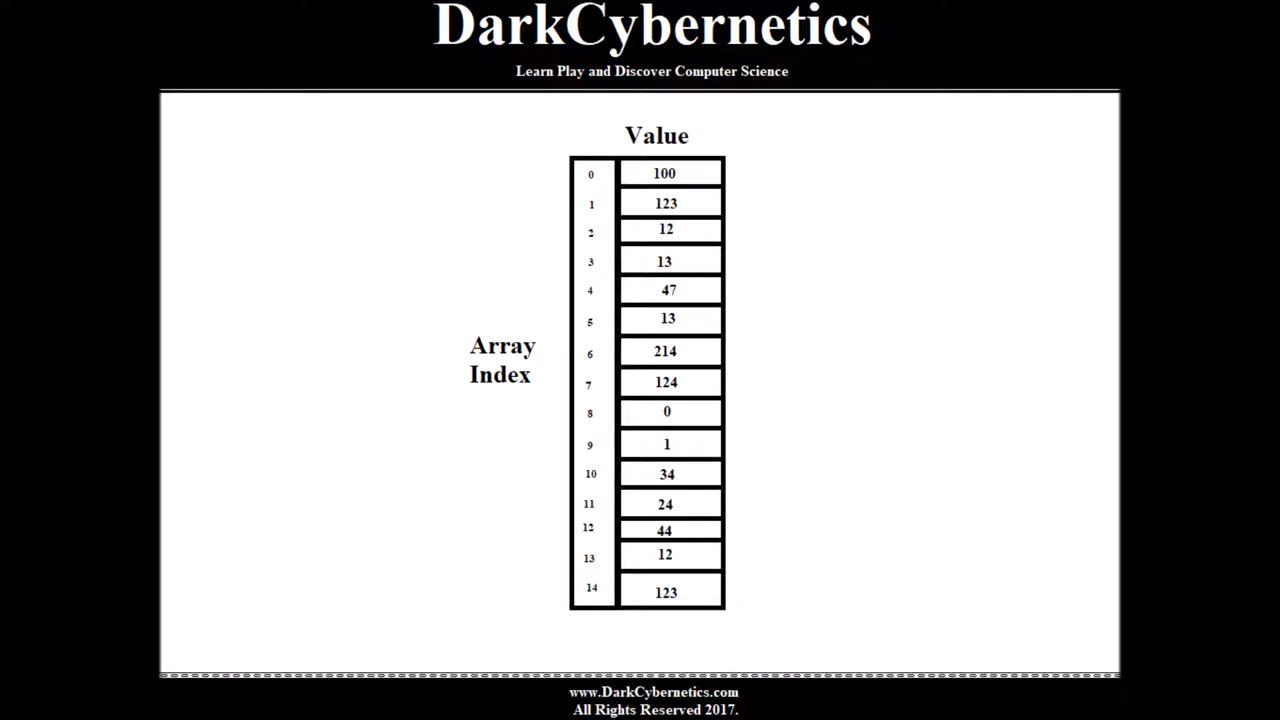 DarkCybernetics
Learn Play and Discover Computer Science
Value
0 100
1 123
2 12
3 13
4 47
5 13
Array
Index
6 214
7 124
8 0
9 1
10 34
11 24
12 44
13 12
14 123
www.DarkCybernetics.com
All Rights Reserved 2017.